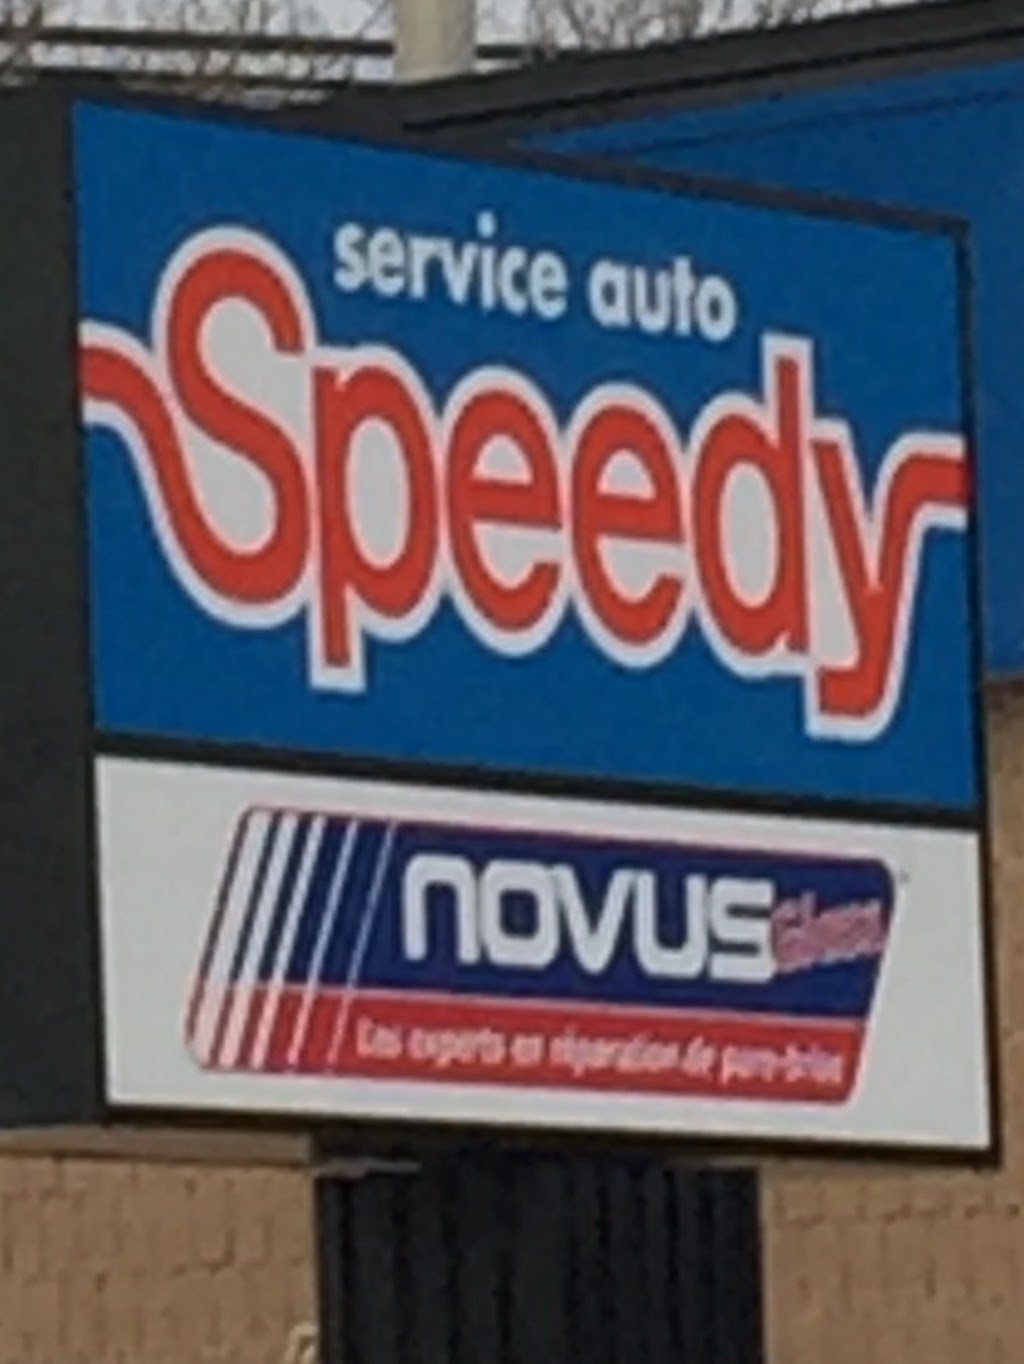 service auto
Speedy
novus Glass
Les experts en réparation de pare-brise